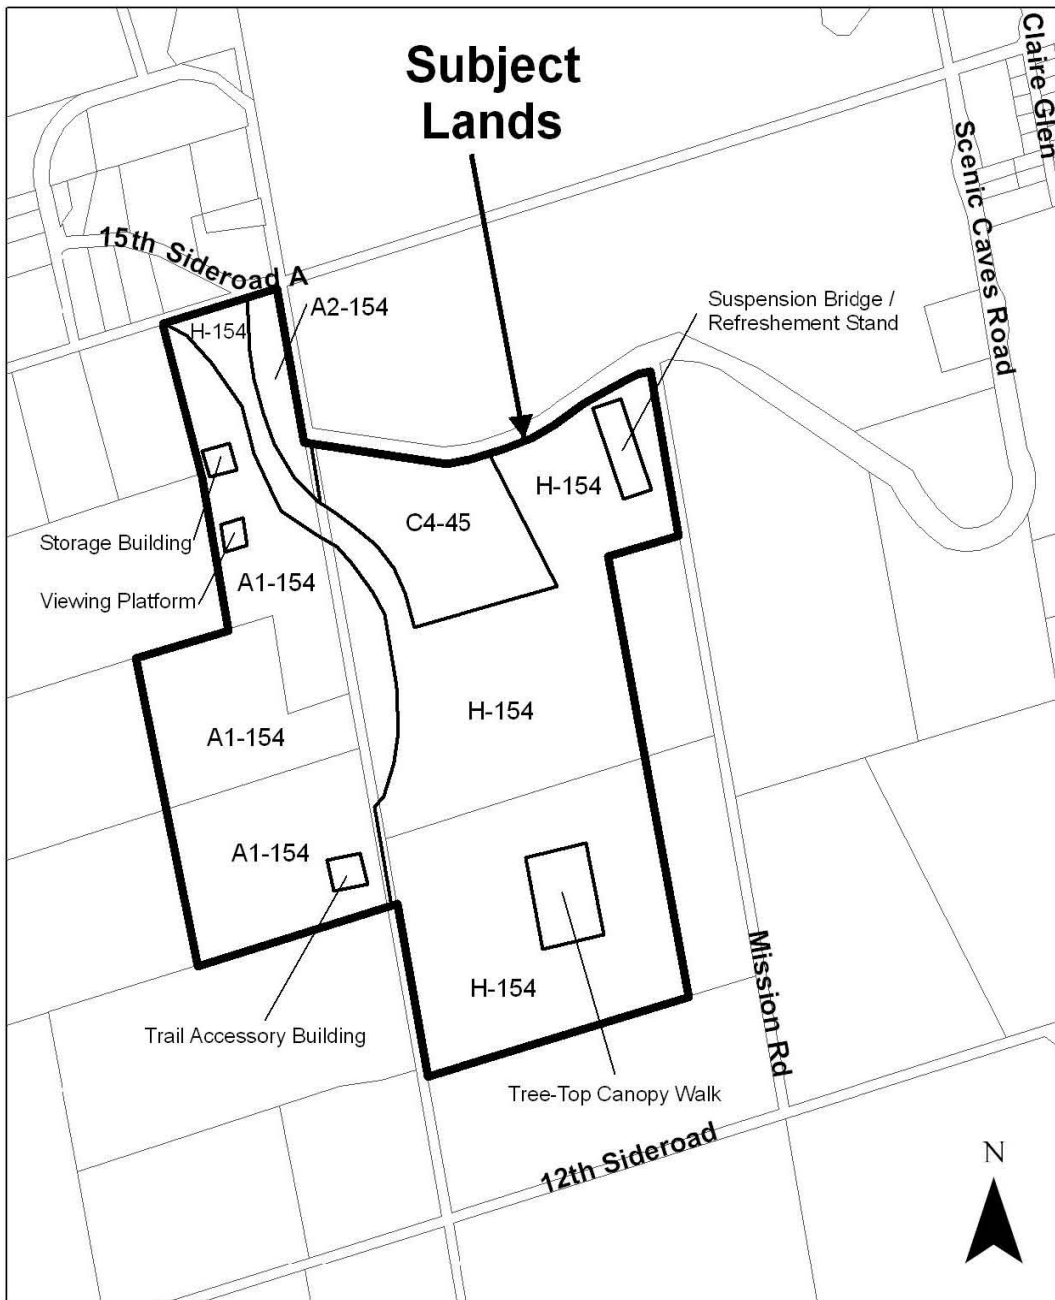 Subject
Lands
Claire Glen
Scenic Caves Road
15th Sideroad A
A2-154
H-154
Suspension Bridge /
Refreshement Stand
H-154
C4-45
Storage Building
A1-154
Viewing Platform
H-154
A1-154
A1-154
H-154
Mission Rd
Trail Accessory Building
Tree-Top Canopy Walk
12th Sideroad
N